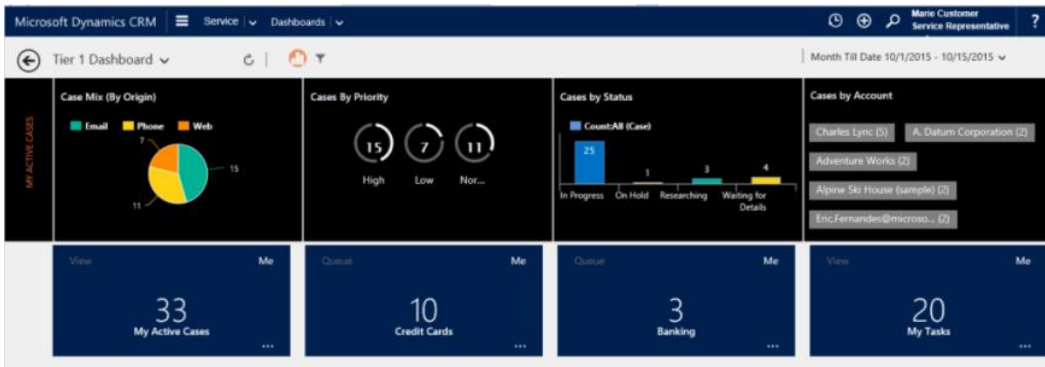 Microsoft Dynamics CRM Service Dashboards
Marie Customer
Service Representative
?
Tier 1 Dashboard
Month Till Date 10/1/2015 - 10/15/2015
MY ACTIVE CASES
Case Mix (By Origin)
Email Phone Web
7
15
11
Cases By Priority
15 7 11
High Low Nor...
Cases by Status
Count:All (Case)
25
1
3
4
In Progress On Hold Researching Waiting for
Details
Cases by Account
Charles Lync (5) A. Datum Corporation (2)
Adventure Works (2)
Alpine Ski House (sample) (2)
Eric.Fernandes@microso... (2)
View Me
33
My Active Cases
...
Queue Me
10
Credit Cards
...
Queue Me
3
Banking
...
View Me
20
My Tasks
...